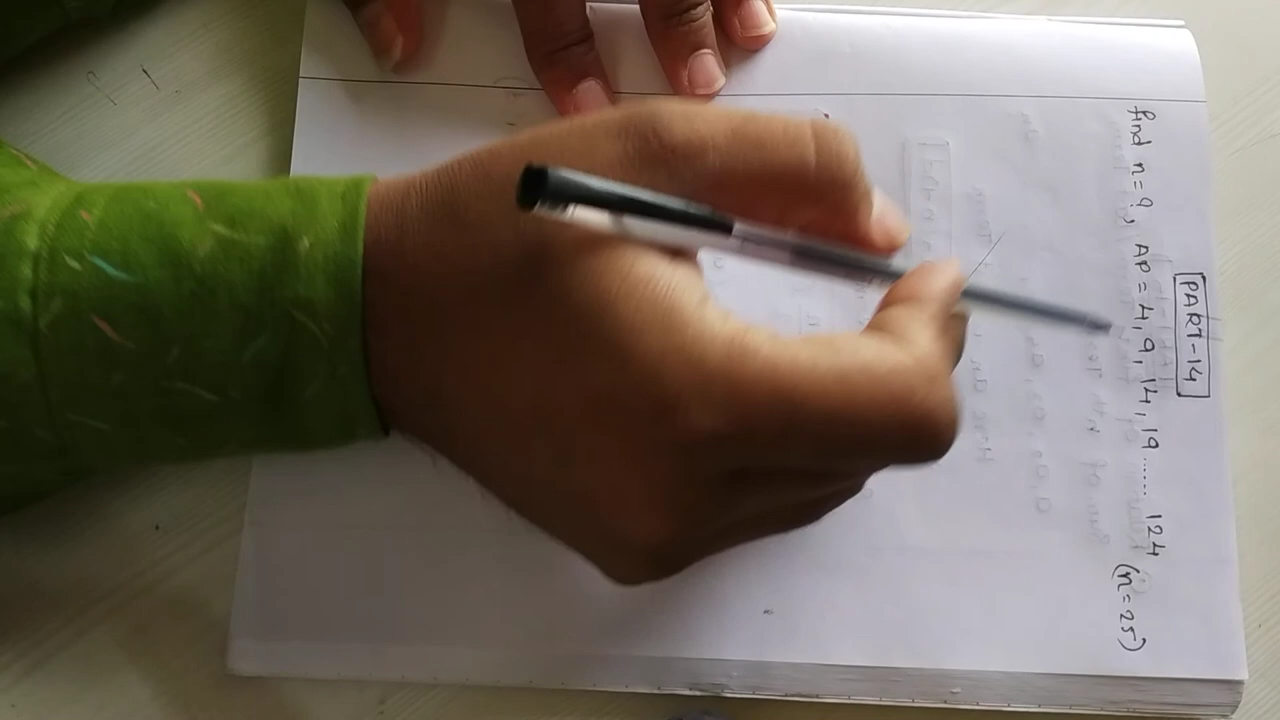 PART-14
find n=?, AP = 4, 9, 14, 19 ...... 124
(n=25)